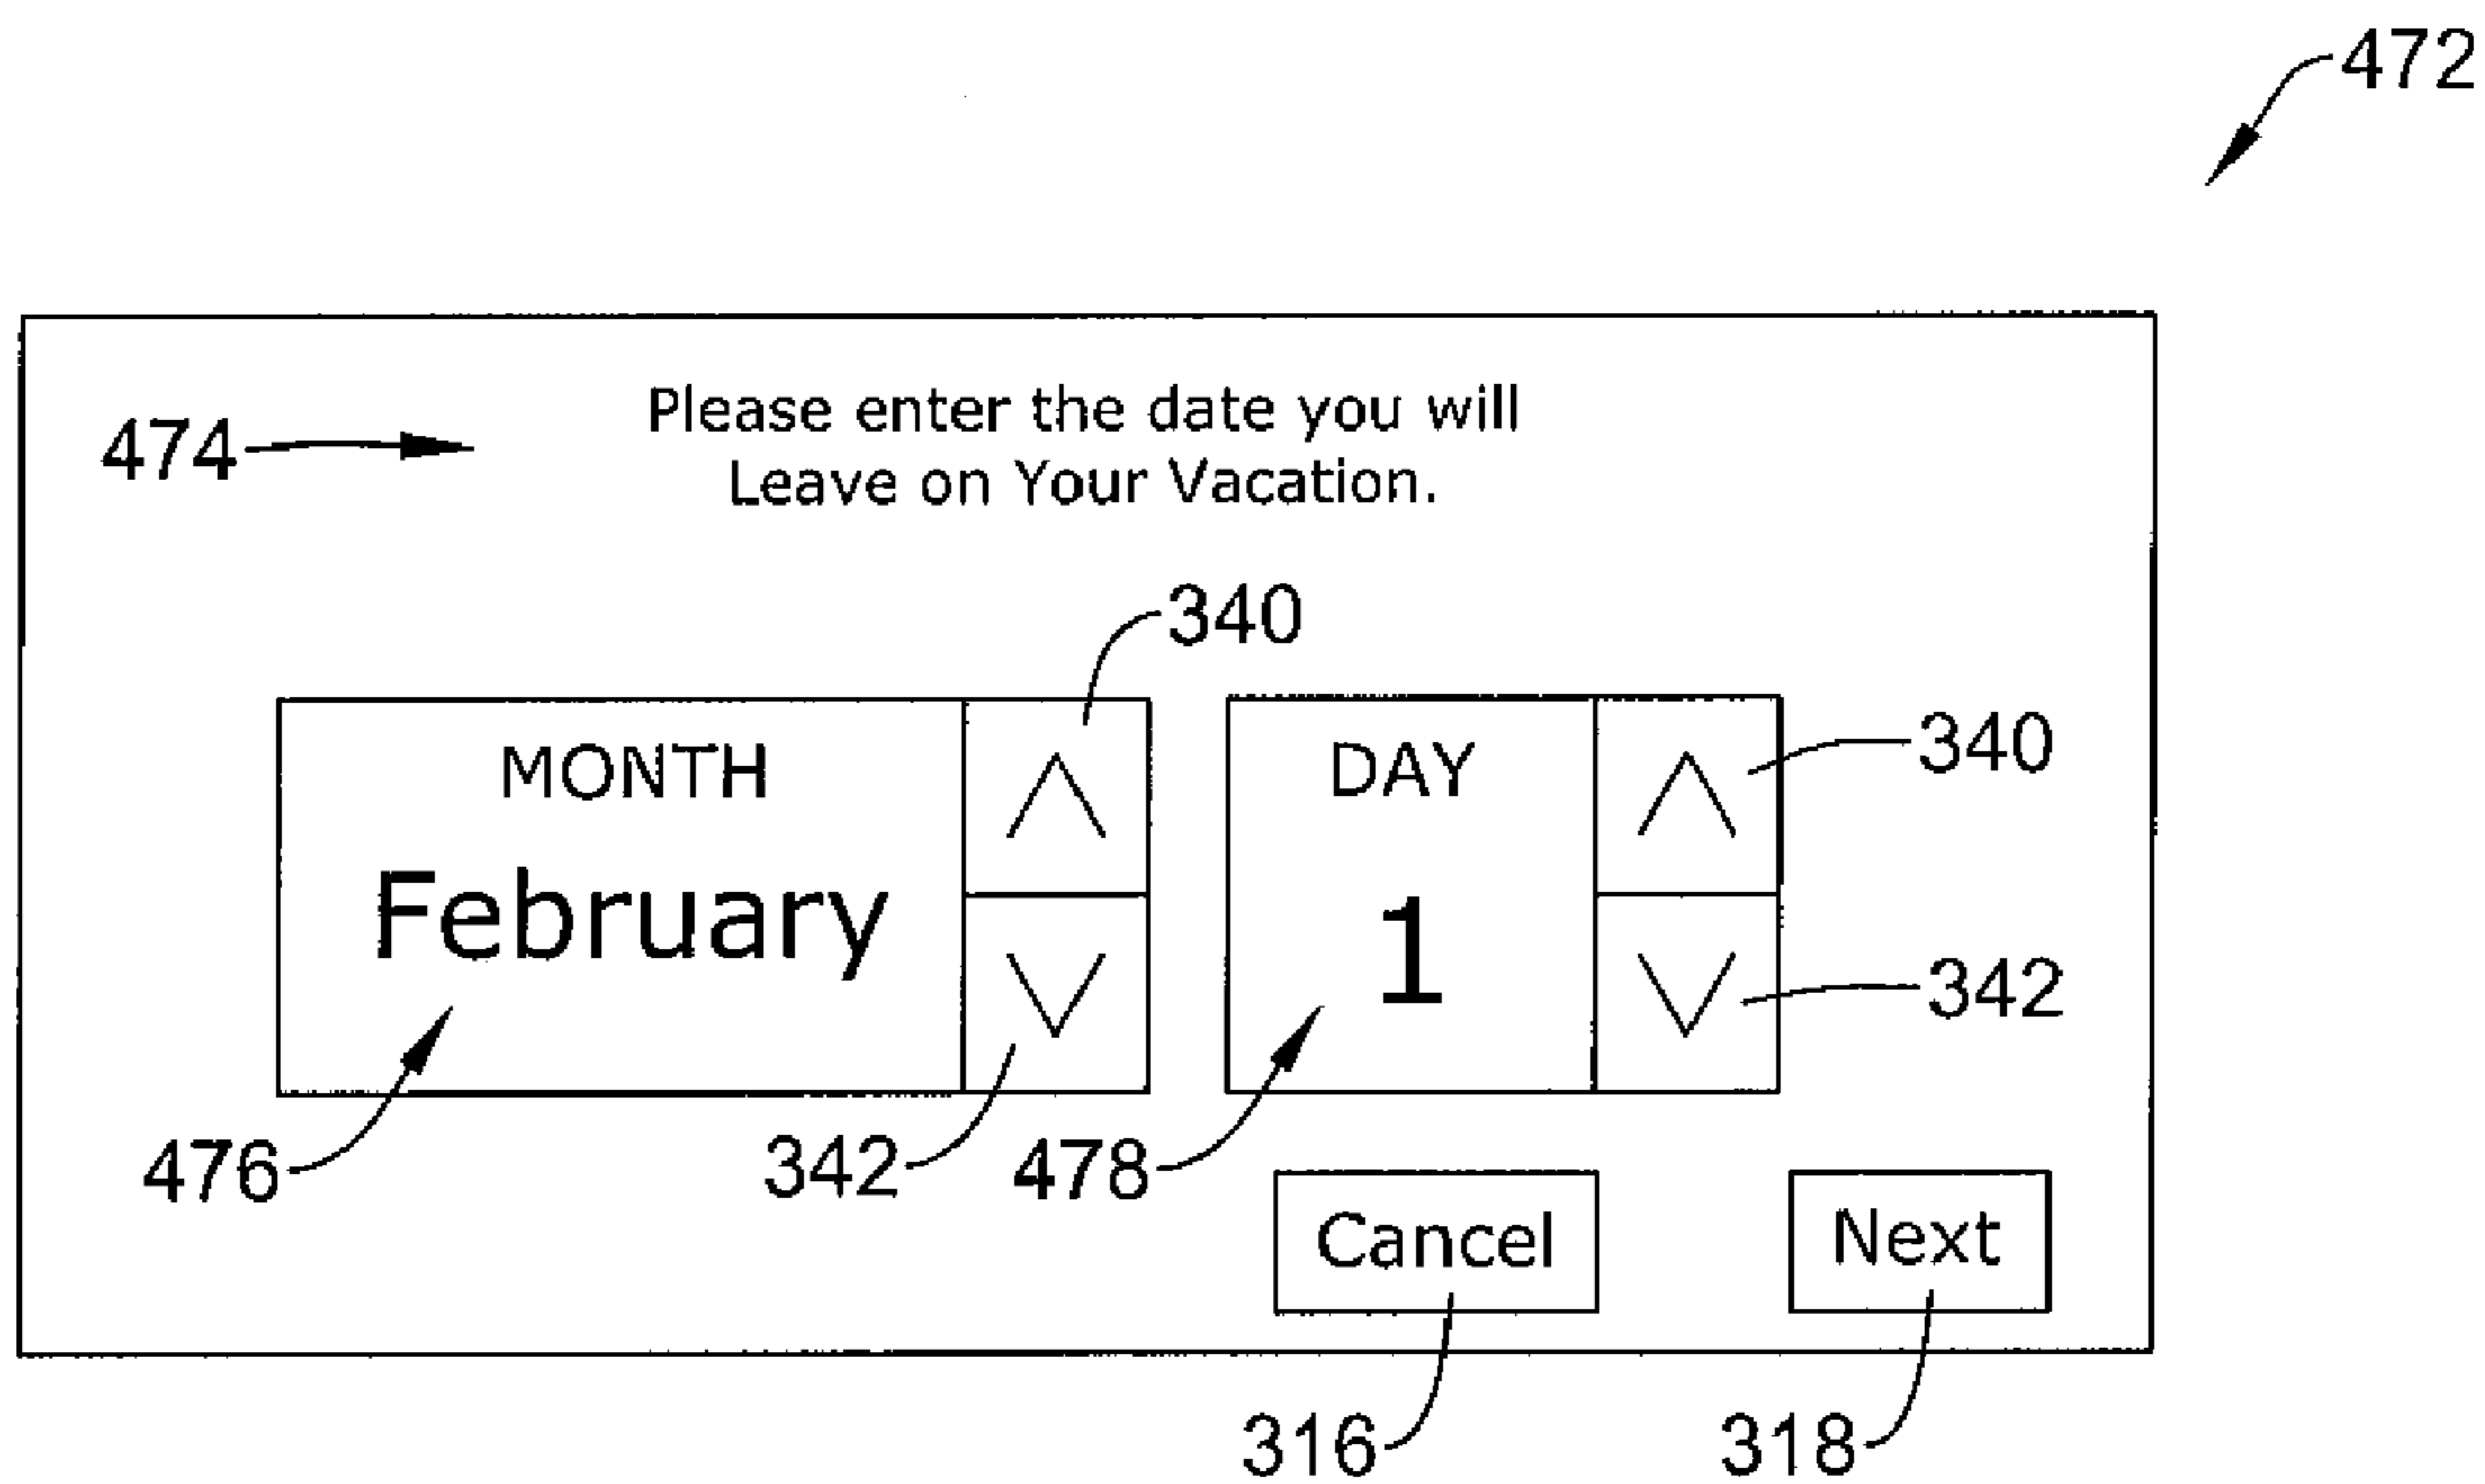 472
Please enter the date you will
474
Leave on Your Vacation.
340
MONTH
DAY
340
February
1
342
476
342
478
Cancel
Next
316
318